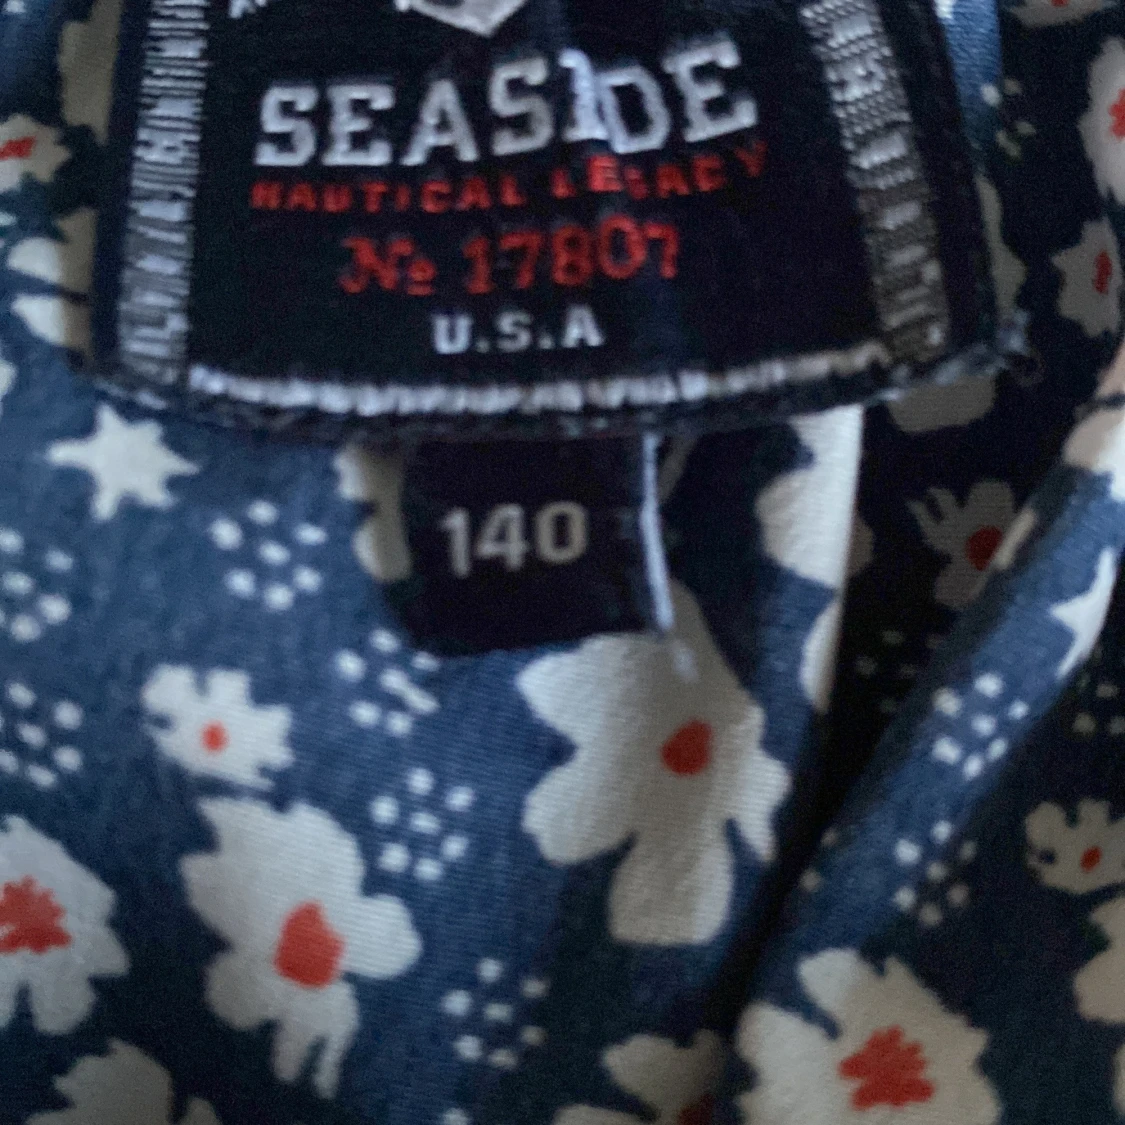 SEASIDE
NAUTICAL LEGACY
№ 17807
U.S.A
140